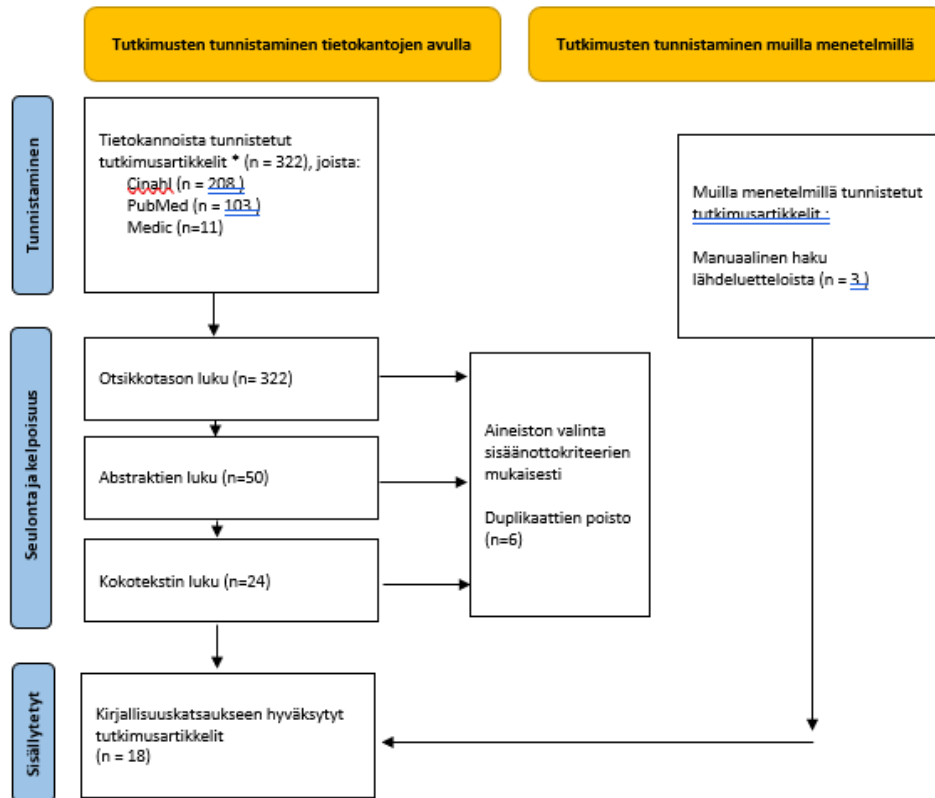 Tutkimusten tunnistaminen tietokantojen avulla
Tutkimusten tunnistaminen muilla menetelmillä
Tunnistaminen
Tietokannoista tunnistetut
tutkimusartikkelit * (n = 322), joista:
Cinahl (n = 208 )
PubMed (n = 103 )
Medic (n=11)
Muilla menetelmillä tunnistetut
tutkimusartikkelit :
Manuaalinen haku
lähdeluetteloista (n = 3 )
Seulonta ja kelpoisuus
Otsikkotason luku (n= 322)
Abstraktien luku (n=50)
Kokotekstin luku (n=24)
Aineiston valinta
sisäänottokriteerien
mukaisesti
Duplikaattien poisto
(n=6)
Sisällytetyt
Kirjallisuuskatsaukseen hyväksytyt
tutkimusartikkelit
(n = 18)